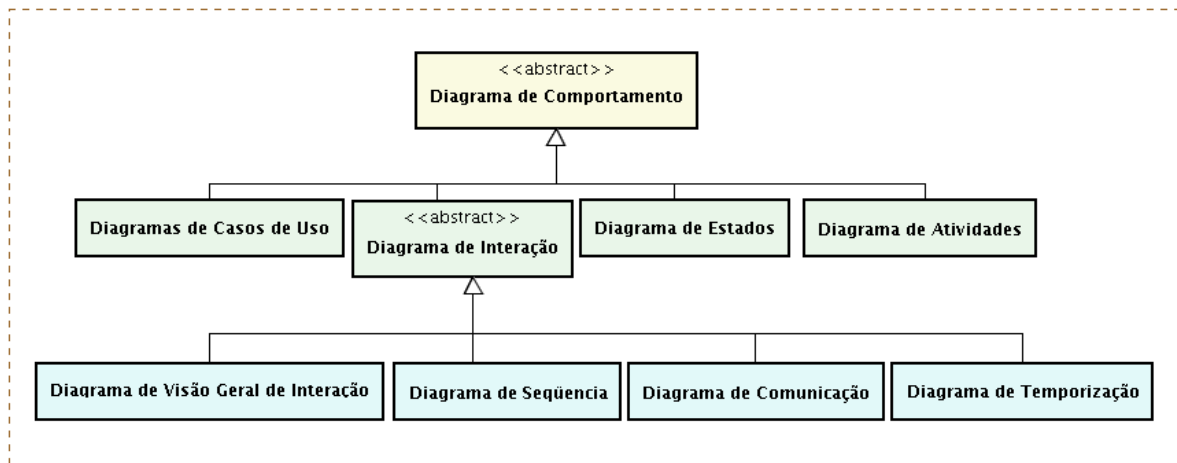 < <abstract> >
Diagrama de Comportamento
Diagramas de Casos de Uso
< <abstract> >
Diagrama de Interação
Diagrama de Estados
Diagrama de Atividades
Diagrama de Visão Geral de Interação
Diagrama de Seqüencia
Diagrama de Comunicação
Diagrama de Temporização